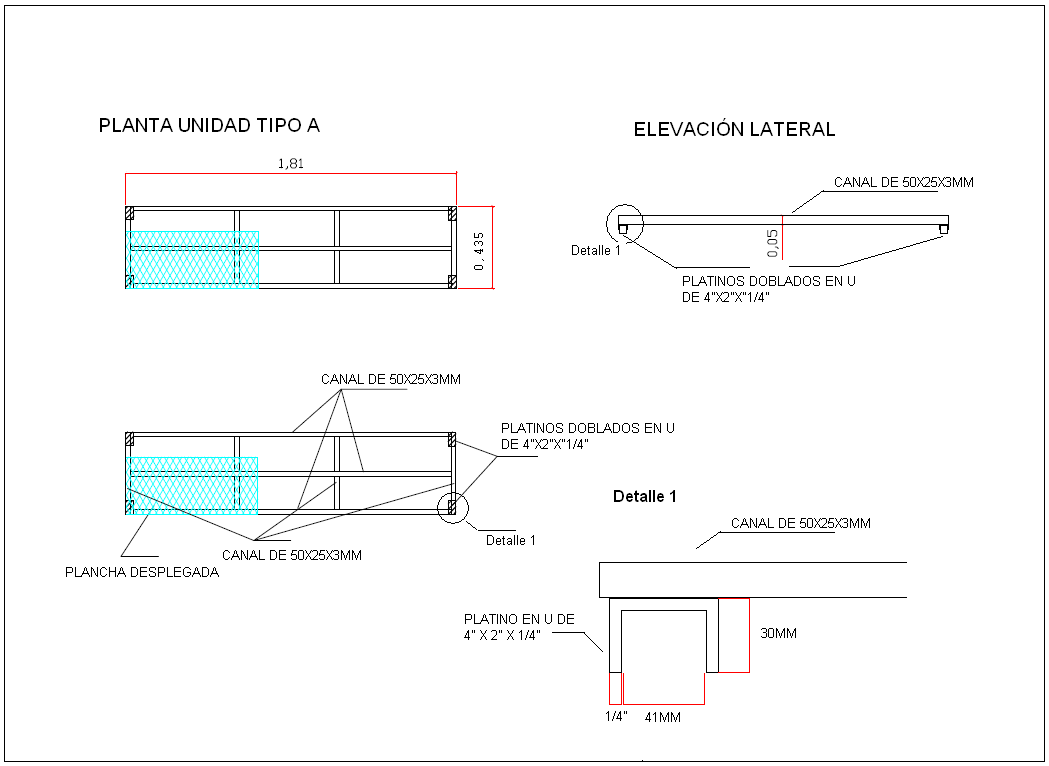 PLANTA UNIDAD TIPO A
1,81
0,435
ELEVACIÓN LATERAL
CANAL DE 50X25X3MM
Detalle 1
0,05
PLATINOS DOBLADOS EN U
DE 4"X2"X"1/4"
CANAL DE 50X25X3MM
PLATINOS DOBLADOS EN U
DE 4"X2"X"1/4"
Detalle 1
CANAL DE 50X25X3MM
PLANCHA DESPLEGADA
Detalle 1
CANAL DE 50X25X3MM
PLATINO EN U DE
4" X 2" X 1/4"
30MM
1/4"
41MM